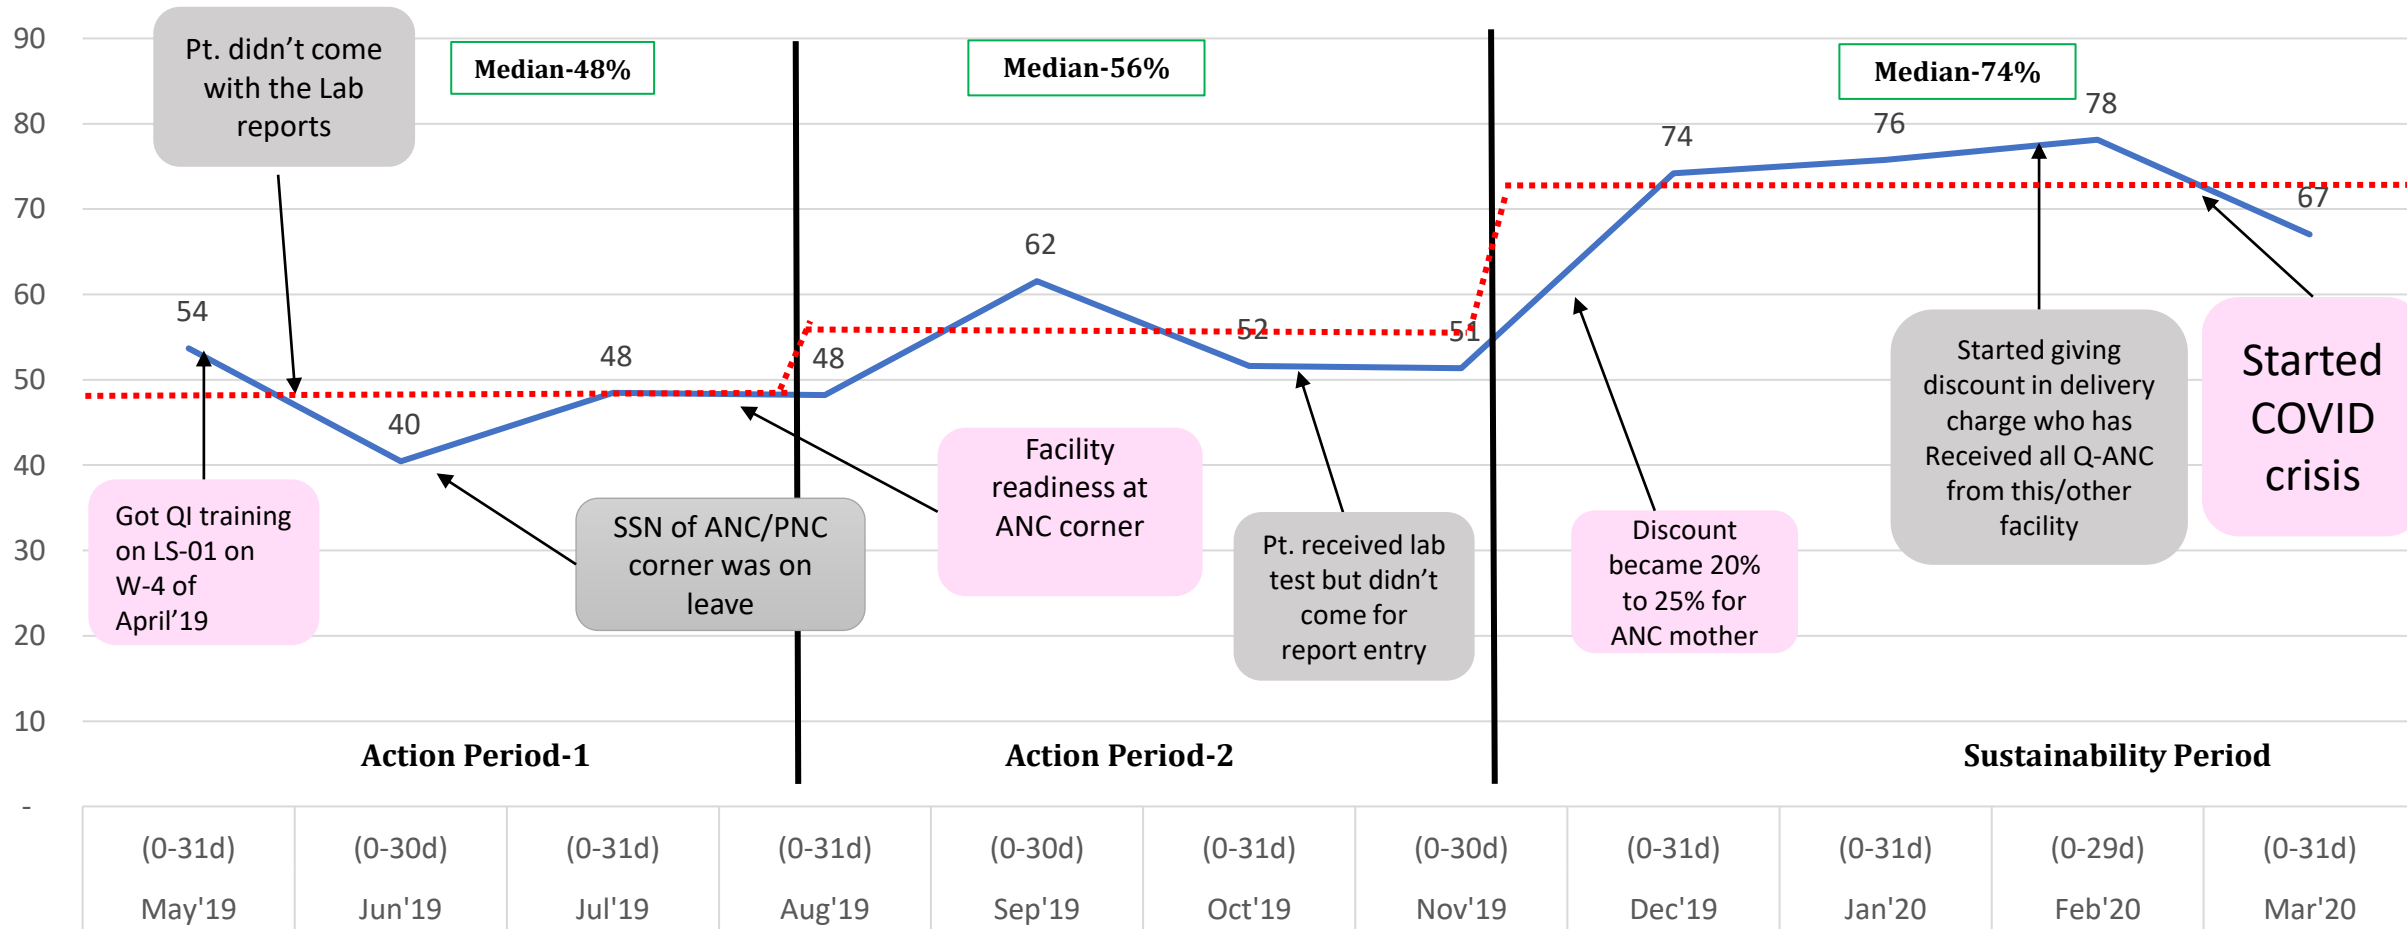 90
80
70
60
50
40
30
20
10
-
Pt. didn’t come
with the Lab
reports
Median-48%
Median-56%
Median-74%
54
40
48
48
62
52
51
74
76
78
67
Got QI training
on LS-01 on
W-4 of
April’19
SSN of ANC/PNC
corner was on
leave
Facility
readiness at
ANC corner
Pt. received lab
test but didn’t
come for
report entry
Discount
became 20%
to 25% for
ANC mother
Started giving
discount in delivery
charge who has
Received all Q-ANC
from this/other
facility
Started
COVID
crisis
Action Period-1
Action Period-2
Sustainability Period
(0-31d) (0-30d) (0-31d) (0-31d) (0-30d) (0-31d) (0-30d) (0-31d) (0-31d) (0-29d) (0-31d)
May'19 Jun'19 Jul'19 Aug'19 Sep'19 Oct'19 Nov'19 Dec'19 Jan'20 Feb'20 Mar'20